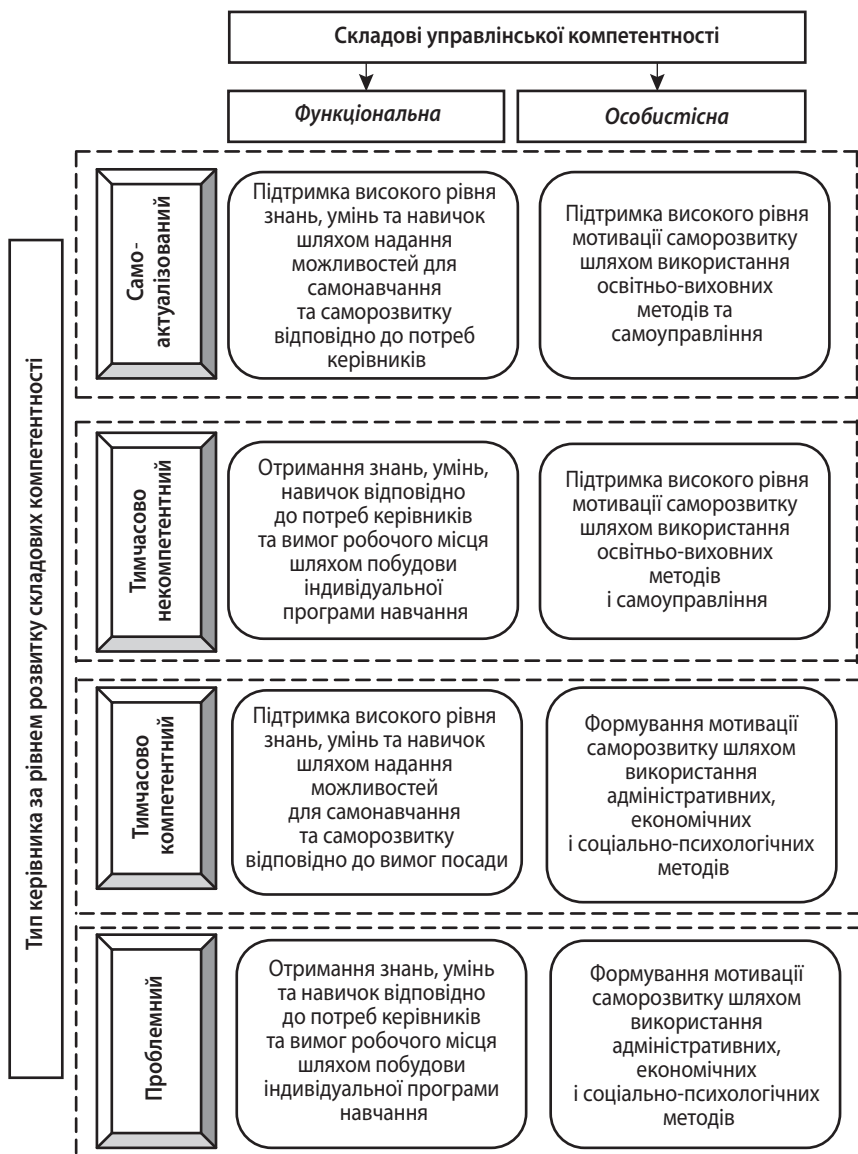 Складові управлінської компетентності
Функціональна
Особистісна
Тип керівника за рівнем розвитку складових компетентності
Само-
актуалізований
Підтримка високого рівня
знань, умінь та навичок
шляхом надання
можливостей для
самонавчання
та саморозвитку
відповідно до потреб
керівників
Підтримка високого рівня
мотивації саморозвитку
шляхом використання
освітньо-виховних
методів та
самоуправління
Тимчасово
некомпетентний
Отримання знань, умінь,
навичок відповідно
до потреб керівників
та вимог робочого місця
шляхом побудови
індивідуальної
програми навчання
Підтримка високого рівня
мотивації саморозвитку
шляхом використання
освітньо-виховних
методів
і самоуправління
Тимчасово
компетентний
Підтримка високого рівня
знань, умінь та навичок
шляхом надання
можливостей
для самонавчання
та саморозвитку
відповідно до вимог посади
Формування мотивації
саморозвитку шляхом
використання
адміністративних,
економічних
і соціально-психологічних
методів
Проблемний
Отримання знань, умінь
та навичок відповідно
до потреб керівників
та вимог робочого місця
шляхом побудови
індивідуальної програми
навчання
Формування мотивації
саморозвитку шляхом
використання
адміністративних,
економічних
і соціально-психологічних
методів